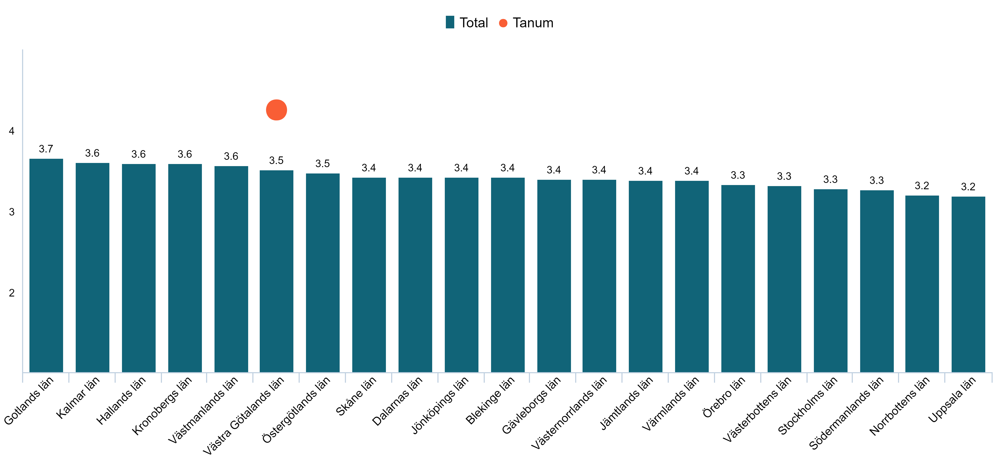 Total Tanum
4
3
2
3.7 3.6 3.6 3.6 3.6 3.5 3.5 3.4 3.4 3.4 3.4 3.4 3.4 3.4 3.4 3.3 3.3 3.3 3.3 3.2 3.2
Gotlands län
Kalmar län
Hallands län
Kronobergs län
Västmanlands län
Västra Götalands län
Östergötlands län
Skåne län
Dalarnas län
Jönköpings län
Blekinge län
Gävleborgs län
Västernorrlands län
Jämtlands län
Värmlands län
Örebro län
Västerbottens län
Stockholms län
Södermanlands län
Norrbottens län
Uppsala län